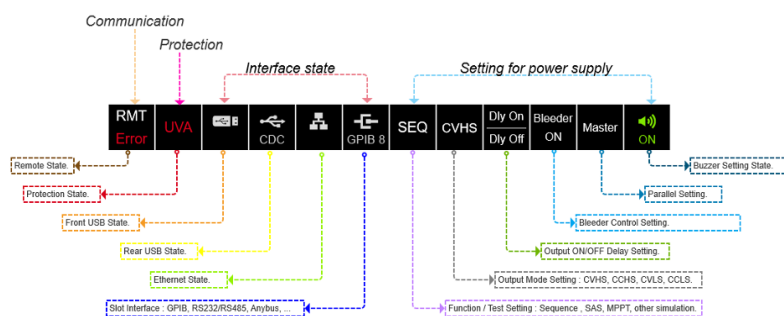 Communication
Protection
Interface state
Setting for power supply
RMT
Error
UVA
CDC
GPIB 8
SEQ
CVHS
Dly On
Dly Off
Bleeder
ON
Master
ON
Remote State.
Buzzer Setting State.
Protection State.
Parallel Setting.
Front USB State.
Bleeder Control Setting.
Rear USB State.
Output ON/OFF Delay Setting.
Ethernet State.
Output Mode Setting : CVHS, CCHS, CVLS, CCLS.
Slot Interface : GPIB, RS232/RS485, Anybus, ...
Function / Test Setting : Sequence , SAS, MPPT, other simulation.